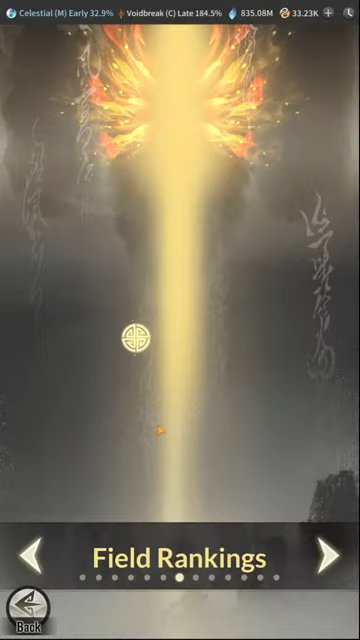 Celestial (M) Early 32.9% Voidbreak (C) Late 184.5% 835.08M 33.23K
Field Rankings
Back